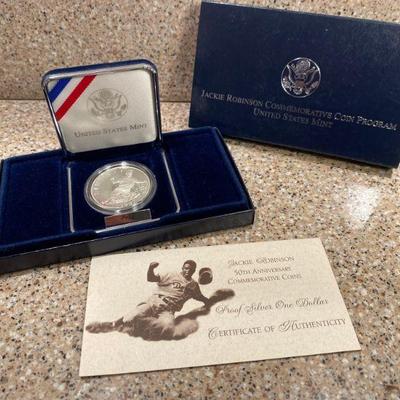 UNITED STATES MINT
JACKIE ROBINSON COMMEMORATIVE COIN PROGRAM
UNITED STATES MINT
JACKIE ROBINSON
50TH ANNIVERSARY
COMMEMORATIVE COINS
Proof Silver One Dollar
CERTIFICATE OF AUTHENTICITY